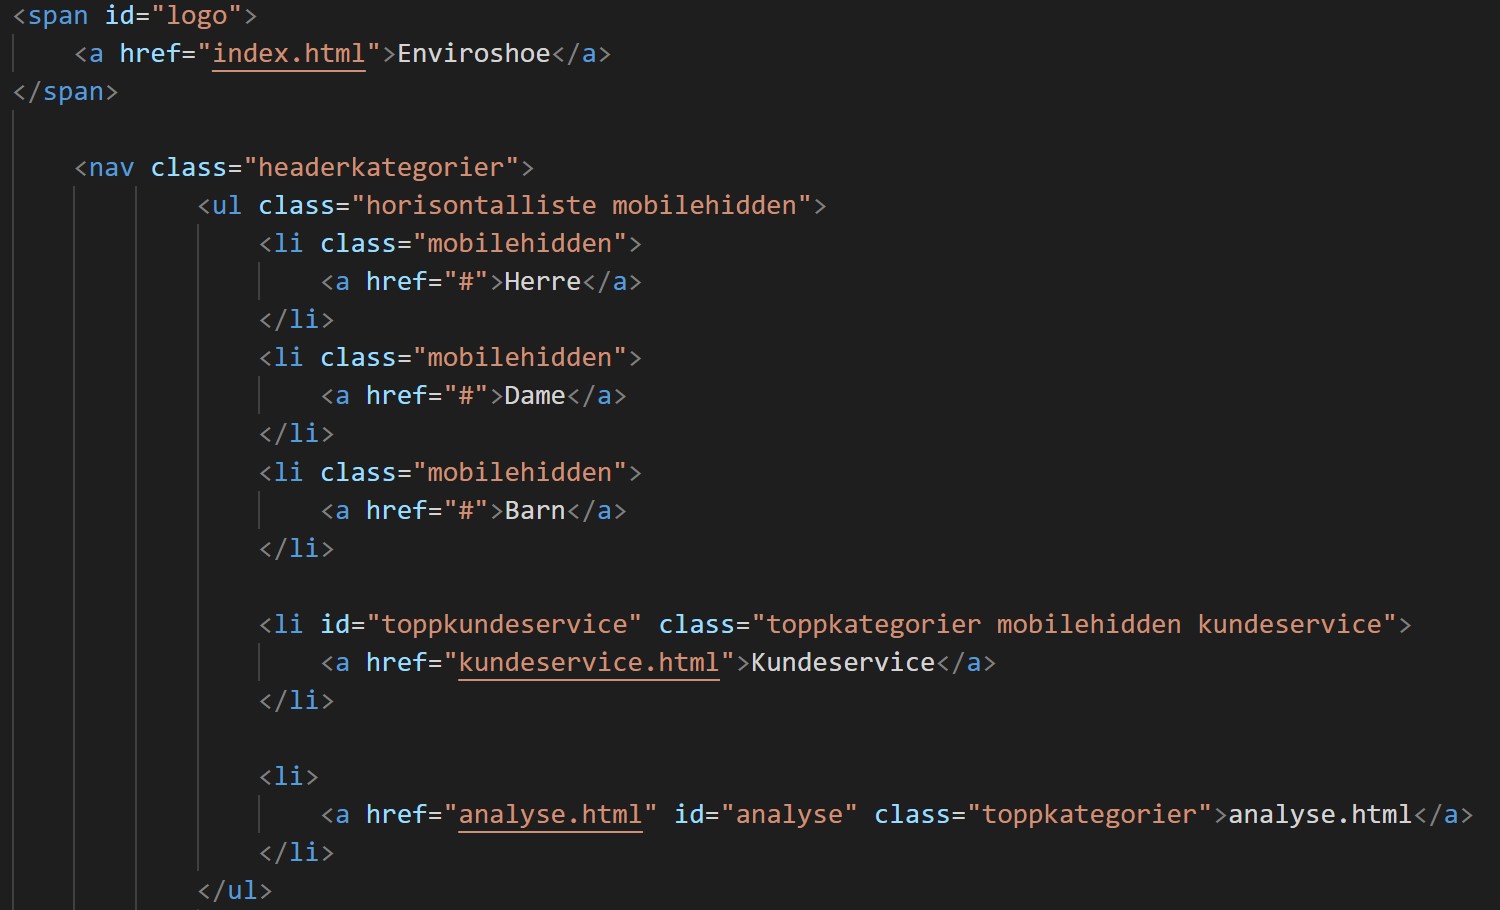 <span id="logo">
<a href="index.html">Enviroshoe</a>
</span>
<nav class="headerkategorier">
<ul class="horisontalliste mobilehidden">
<li class="mobilehidden">
<a href="#">Herre</a>
</li>
<li class="mobilehidden">
<a href="#">Dame</a>
</li>
<li class="mobilehidden">
<a href="#">Barn</a>
</li>
<li id="toppkundeservice" class="toppkategorier mobilehidden kundeservice">
<a href="kundeservice.html">Kundeservice</a>
</li>
<li>
<a href="analyse.html" id="analyse" class="toppkategorier">analyse.html</a>
</li>
</ul>